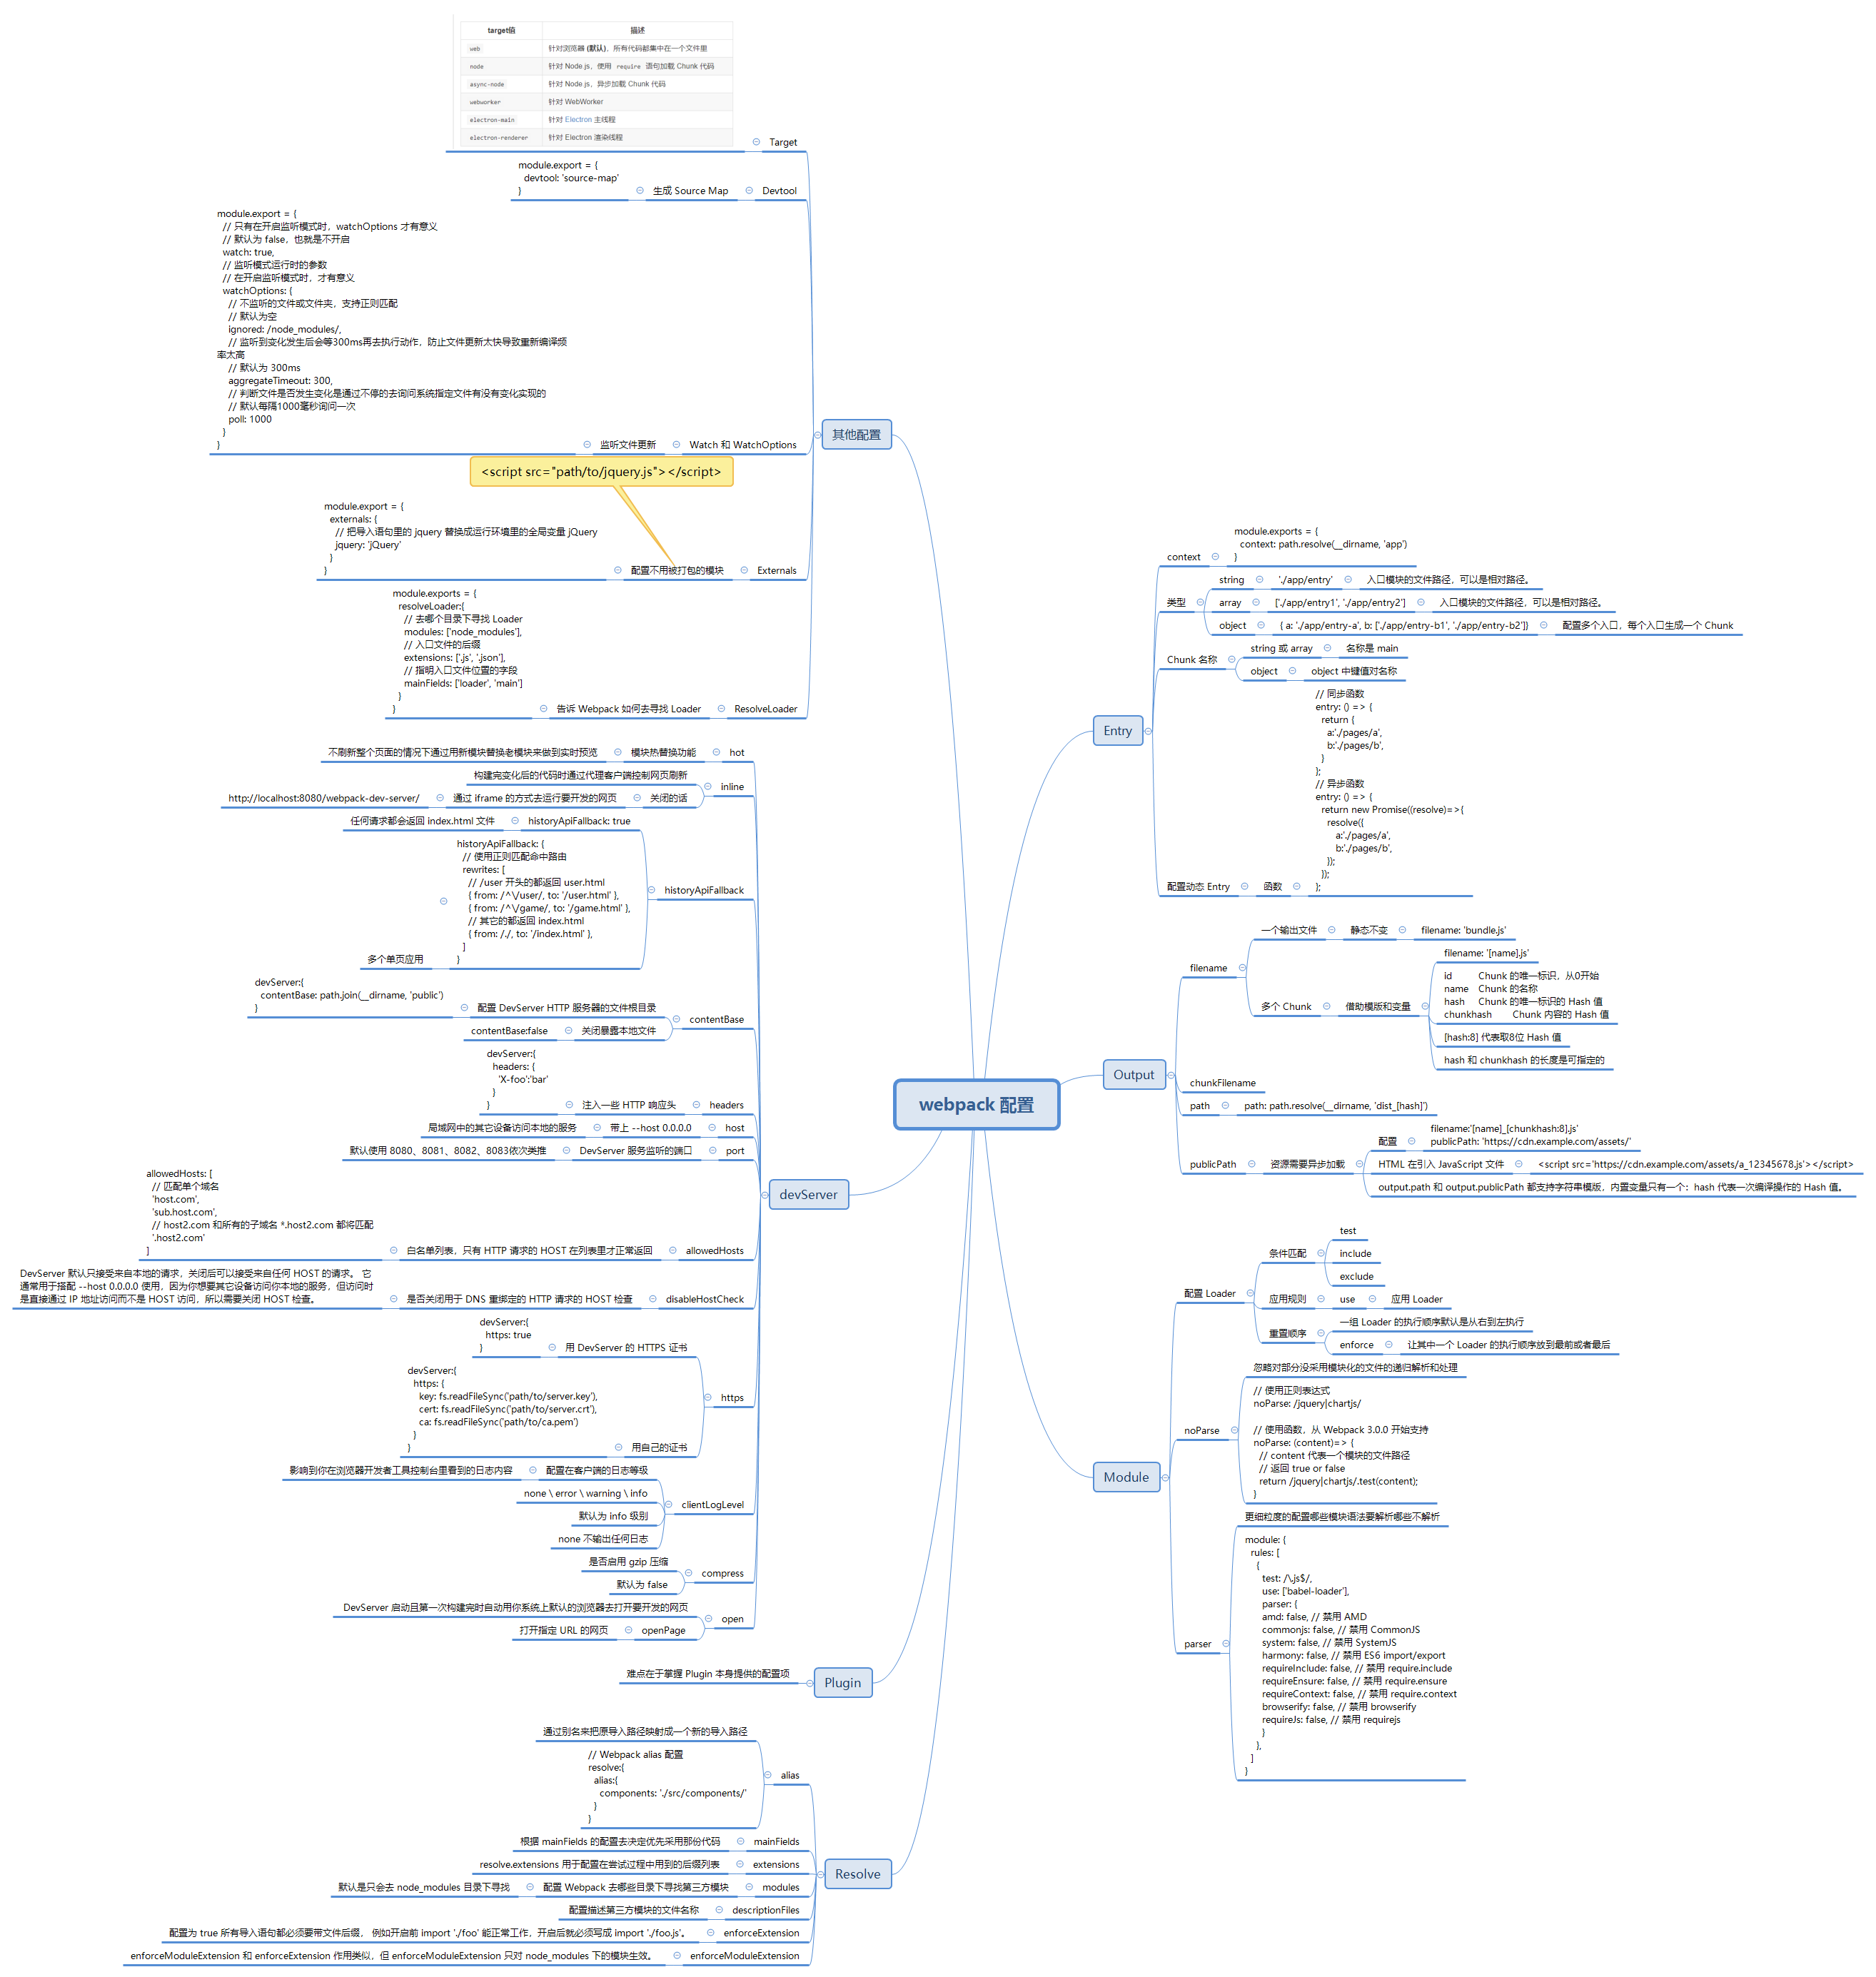 webpack 配置
Entry
context
module.exports = {
context: path.resolve(__dirname, 'app')
}
类型
string
'./app/entry'
入口模块的文件路径，可以是相对路径。
array
['./app/entry1', './app/entry2']
入口模块的文件路径，可以是相对路径。
object
{ a: './app/entry-a', b: ['./app/entry-b1', './app/entry-b2']}
配置多个入口，每个入口生成一个 Chunk
Chunk 名称
string 或 array
名称是 main
object
object 中键值对名称
配置动态 Entry
函数
// 同步函数
entry: () => {
return {
a:'./pages/a',
b:'./pages/b',
}
};
// 异步函数
entry: () => {
return new Promise((resolve)=>{
resolve({
a:'./pages/a',
b:'./pages/b',
});
});
};
Output
filename
一个输出文件
静态不变
filename: 'bundle.js'
多个 Chunk
借助模版和变量
filename: '[name].js'
id Chunk 的唯一标识，从0开始
name Chunk 的名称
hash Chunk 的唯一标识的 Hash 值
chunkhash Chunk 内容的 Hash 值
[hash:8] 代表取8位 Hash 值
hash 和 chunkhash 的长度是可指定的
chunkFilename
path
path: path.resolve(__dirname, 'dist_[hash]')
publicPath
资源需要异步加载
配置
filename:'[name]_[chunkhash:8].js'
publicPath: 'https://cdn.example.com/assets/'
HTML 在引入 JavaScript 文件
<script src='https://cdn.example.com/assets/a_12345678.js'></script>
output.path 和 output.publicPath 都支持字符串模版，内置变量只有一个：hash 代表一次编译操作的 Hash 值。
Module
配置 Loader
条件匹配
test
include
exclude
应用规则
use
应用 Loader
重置顺序
一组 Loader 的执行顺序默认是从右到左执行
enforce
让其中一个 Loader 的执行顺序放到最前或者最后
noParse
忽略对部分没采用模块化的文件的递归解析和处理
// 使用正则表达式
noParse: /jquery|chartjs/
// 使用函数，从 Webpack 3.0.0 开始支持
noParse: (content)=> {
// content 代表一个模块的文件路径
// 返回 true or false
return /jquery|chartjs/.test(content);
}
parser
更细粒度的配置哪些模块语法要解析哪些不解析
module: {
rules: [
{
test: /\.js$/,
use: ['babel-loader'],
parser: {
amd: false, // 禁用 AMD
commonjs: false, // 禁用 CommonJS
system: false, // 禁用 SystemJS
harmony: false, // 禁用 ES6 import/export
requireInclude: false, // 禁用 require.include
requireEnsure: false, // 禁用 require.ensure
requireContext: false, // 禁用 require.context
browserify: false, // 禁用 browserify
requireJs: false, // 禁用 requirejs
}
},
]
}
其他配置
Target
target值 描述
web 针对浏览器 (默认)，所有代码都集中在一个文件里
node 针对 Node.js，使用 require 语句加载 Chunk 代码
async-node 针对 Node.js，异步加载 Chunk 代码
webworker 针对 WebWorker
electron-main 针对 Electron 主线程
electron-renderer 针对 Electron 渲染线程
Devtool
生成 Source Map
module.export = {
devtool: 'source-map'
}
Watch 和 WatchOptions
监听文件更新
module.export = {
// 只有在开启监听模式时，watchOptions 才有意义
// 默认为 false，也就是不开启
watch: true,
// 监听模式运行时的参数
// 在开启监听模式时，才有意义
watchOptions: {
// 不监听的文件或文件夹，支持正则匹配
// 默认为空
ignored: /node_modules/,
// 监听到变化发生后会等300ms再去执行动作，防止文件更新太快导致重新编译频
率太高
// 默认为 300ms
aggregateTimeout: 300,
// 判断文件是否发生变化是通过不停的去询问系统指定文件有没有变化实现的
// 默认每隔1000毫秒询问一次
poll: 1000
}
}
Externals
配置不用被打包的模块
<script src="path/to/jquery.js"></script>
module.export = {
externals: {
// 把导入语句里的 jquery 替换成运行环境里的全局变量 jQuery
jquery: 'jQuery'
}
}
ResolveLoader
告诉 Webpack 如何去寻找 Loader
module.exports = {
resolveLoader:{
// 去哪个目录下寻找 Loader
modules: ['node_modules'],
// 入口文件的后缀
extensions: ['.js', '.json'],
// 指明入口文件位置的字段
mainFields: ['loader', 'main']
}
}
devServer
hot
模块热替换功能
不刷新整个页面的情况下通过用新模块替换老模块来做到实时预览
inline
构建完变化后的代码时通过代理客户端控制网页刷新
关闭的话
通过 iframe 的方式去运行要开发的网页
http://localhost:8080/webpack-dev-server/
historyApiFallback
historyApiFallback: true
任何请求都会返回 index.html 文件
historyApiFallback: {
// 使用正则匹配命中路由
rewrites: [
// /user 开头的都返回 user.html
{ from: /^\/user/, to: '/user.html' },
{ from: /^\/game/, to: '/game.html' },
// 其它的都返回 index.html
{ from: /./, to: '/index.html' },
]
}
多个单页应用
contentBase
配置 DevServer HTTP 服务器的文件根目录
devServer:{
contentBase: path.join(__dirname, 'public')
}
关闭暴露本地文件
contentBase:false
headers
注入一些 HTTP 响应头
devServer:{
headers: {
'X-foo':'bar'
}
}
host
带上 --host 0.0.0.0
局域网中的其它设备访问本地的服务
port
DevServer 服务监听的端口
默认使用 8080、8081、8082、8083依次类推
allowedHosts
白名单列表，只有 HTTP 请求的 HOST 在列表里才正常返回
allowedHosts: [
// 匹配单个域名
'host.com',
'sub.host.com',
// host2.com 和所有的子域名 *.host2.com 都将匹配
'.host2.com'
]
disableHostCheck
是否关闭用于 DNS 重绑定的 HTTP 请求的 HOST 检查
DevServer 默认只接受来自本地的请求，关闭后可以接受来自任何 HOST 的请求。 它
通常用于搭配 --host 0.0.0.0 使用，因为你想要其它设备访问你本地的服务，但访问时
是直接通过 IP 地址访问而不是 HOST 访问，所以需要关闭 HOST 检查。
https
用 DevServer 的 HTTPS 证书
devServer:{
https: true
}
用自己的证书
devServer:{
https: {
key: fs.readFileSync('path/to/server.key'),
cert: fs.readFileSync('path/to/server.crt'),
ca: fs.readFileSync('path/to/ca.pem')
}
}
clientLogLevel
配置在客户端的日志等级
影响到你在浏览器开发者工具控制台里看到的日志内容
none \ error \ warning \ info
默认为 info 级别
none 不输出任何日志
compress
是否启用 gzip 压缩
默认为 false
open
DevServer 启动且第一次构建完时自动用你系统上默认的浏览器去打开要开发的网页
openPage
打开指定 URL 的网页
Plugin
难点在于掌握 Plugin 本身提供的配置项
Resolve
alias
通过别名来把原导入路径映射成一个新的导入路径
// Webpack alias 配置
resolve:{
alias:{
components: './src/components/'
}
}
mainFields
根据 mainFields 的配置去决定优先采用那份代码
extensions
resolve.extensions 用于配置在尝试过程中用到的后缀列表
modules
配置 Webpack 去哪些目录下寻找第三方模块
默认是只会去 node_modules 目录下寻找
descriptionFiles
配置描述第三方模块的文件名称
enforceExtension
配置为 true 所有导入语句都必须要带文件后缀， 例如开启前 import './foo' 能正常工作，开启后就必须写成 import './foo.js'。
enforceModuleExtension
enforceModuleExtension 和 enforceExtension 作用类似，但 enforceModuleExtension 只对 node_modules 下的模块生效。